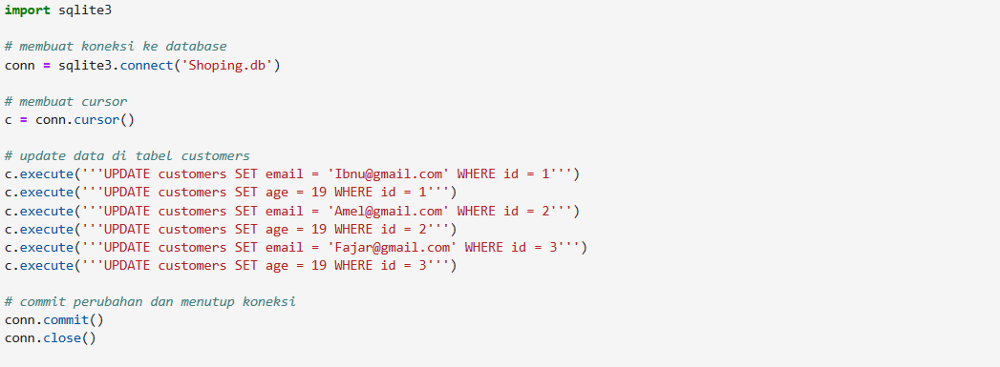 import sqlite3
# membuat koneksi ke database
conn = sqlite3.connect('Shoping.db')
# membuat cursor
c = conn.cursor()
# update data di tabel customers
c.execute('''UPDATE customers SET email = 'Ibnu@gmail.com' WHERE id = 1''')
c.execute('''UPDATE customers SET age = 19 WHERE id = 1''')
c.execute('''UPDATE customers SET email = 'Amel@gmail.com' WHERE id = 2''')
c.execute('''UPDATE customers SET age = 19 WHERE id = 2''')
c.execute('''UPDATE customers SET email = 'Fajar@gmail.com' WHERE id = 3''')
c.execute('''UPDATE customers SET age = 19 WHERE id = 3''')
# commit perubahan dan menutup koneksi
conn.commit()
conn.close()